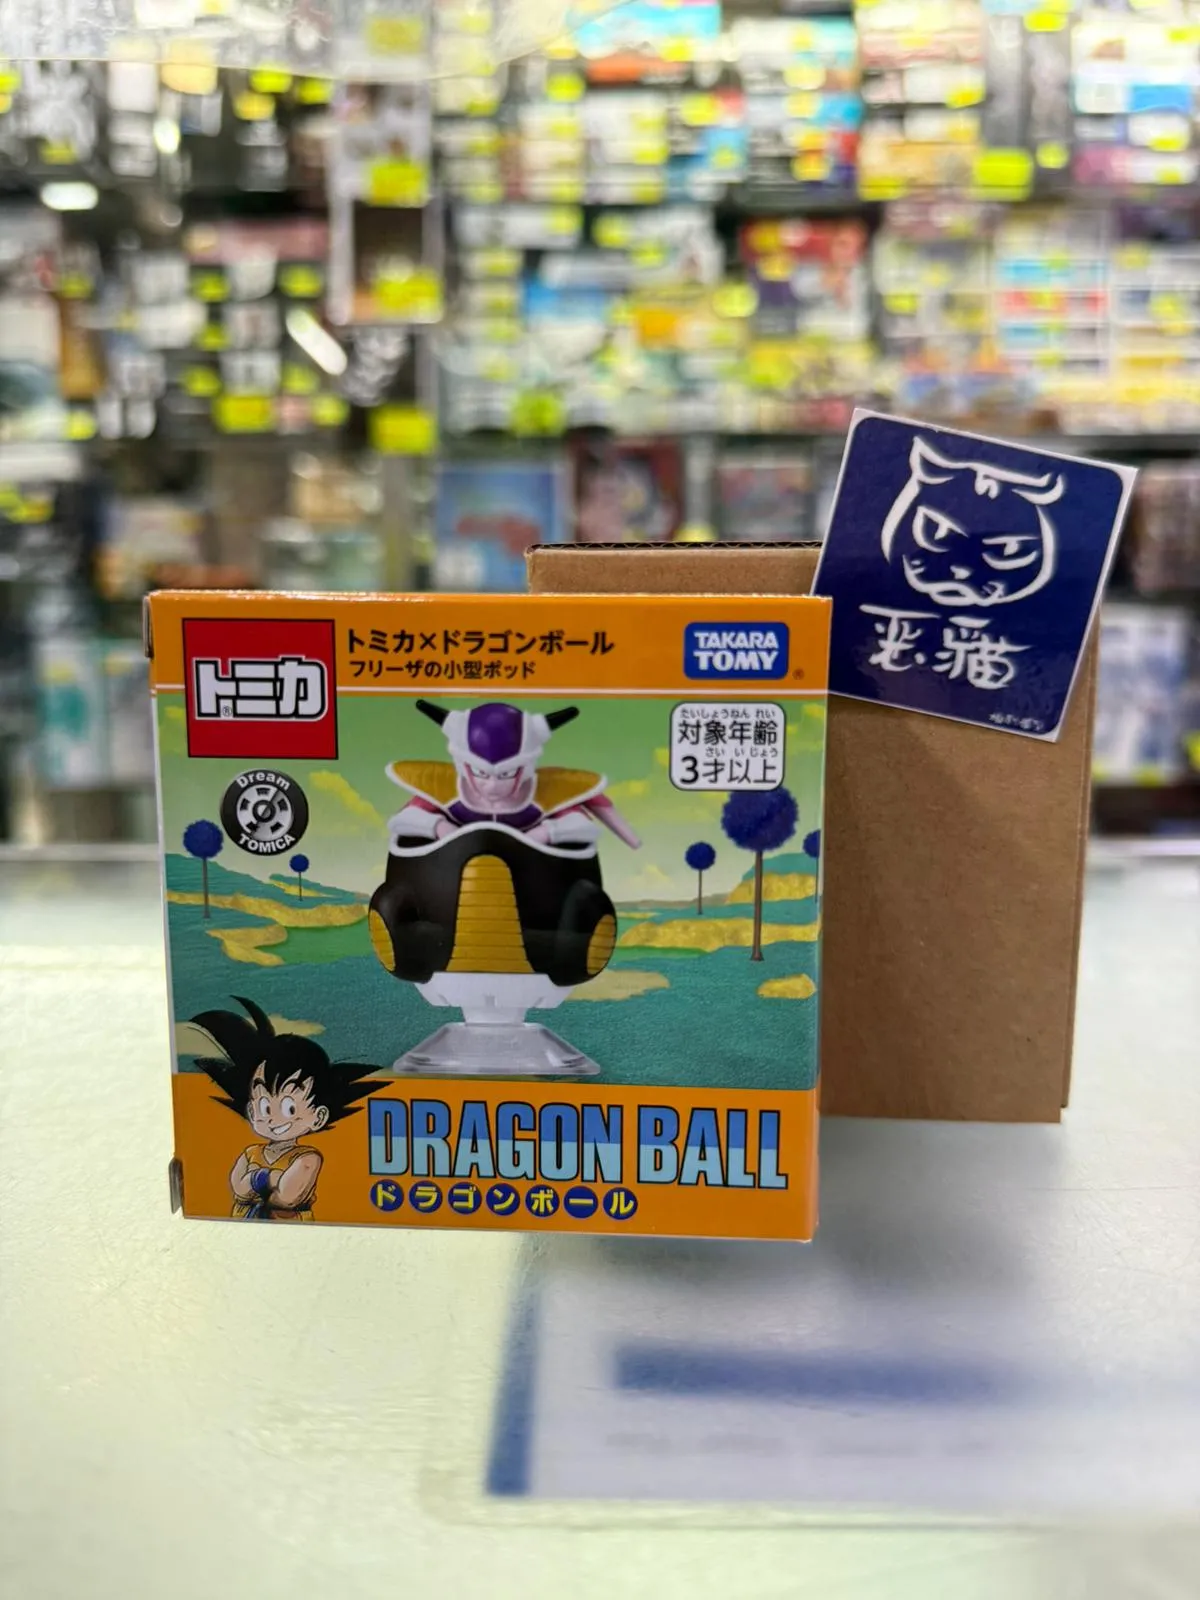 トミカ
®
トミカ×ドラゴンボール
フリーザの小型ポッド
TAKARA
TOMY
®
たいしょうねんれい
対象年齢
さいいじょう
3才以上
Dream
TOMICA
DRAGON BALL
ドラゴンボール
恶猫